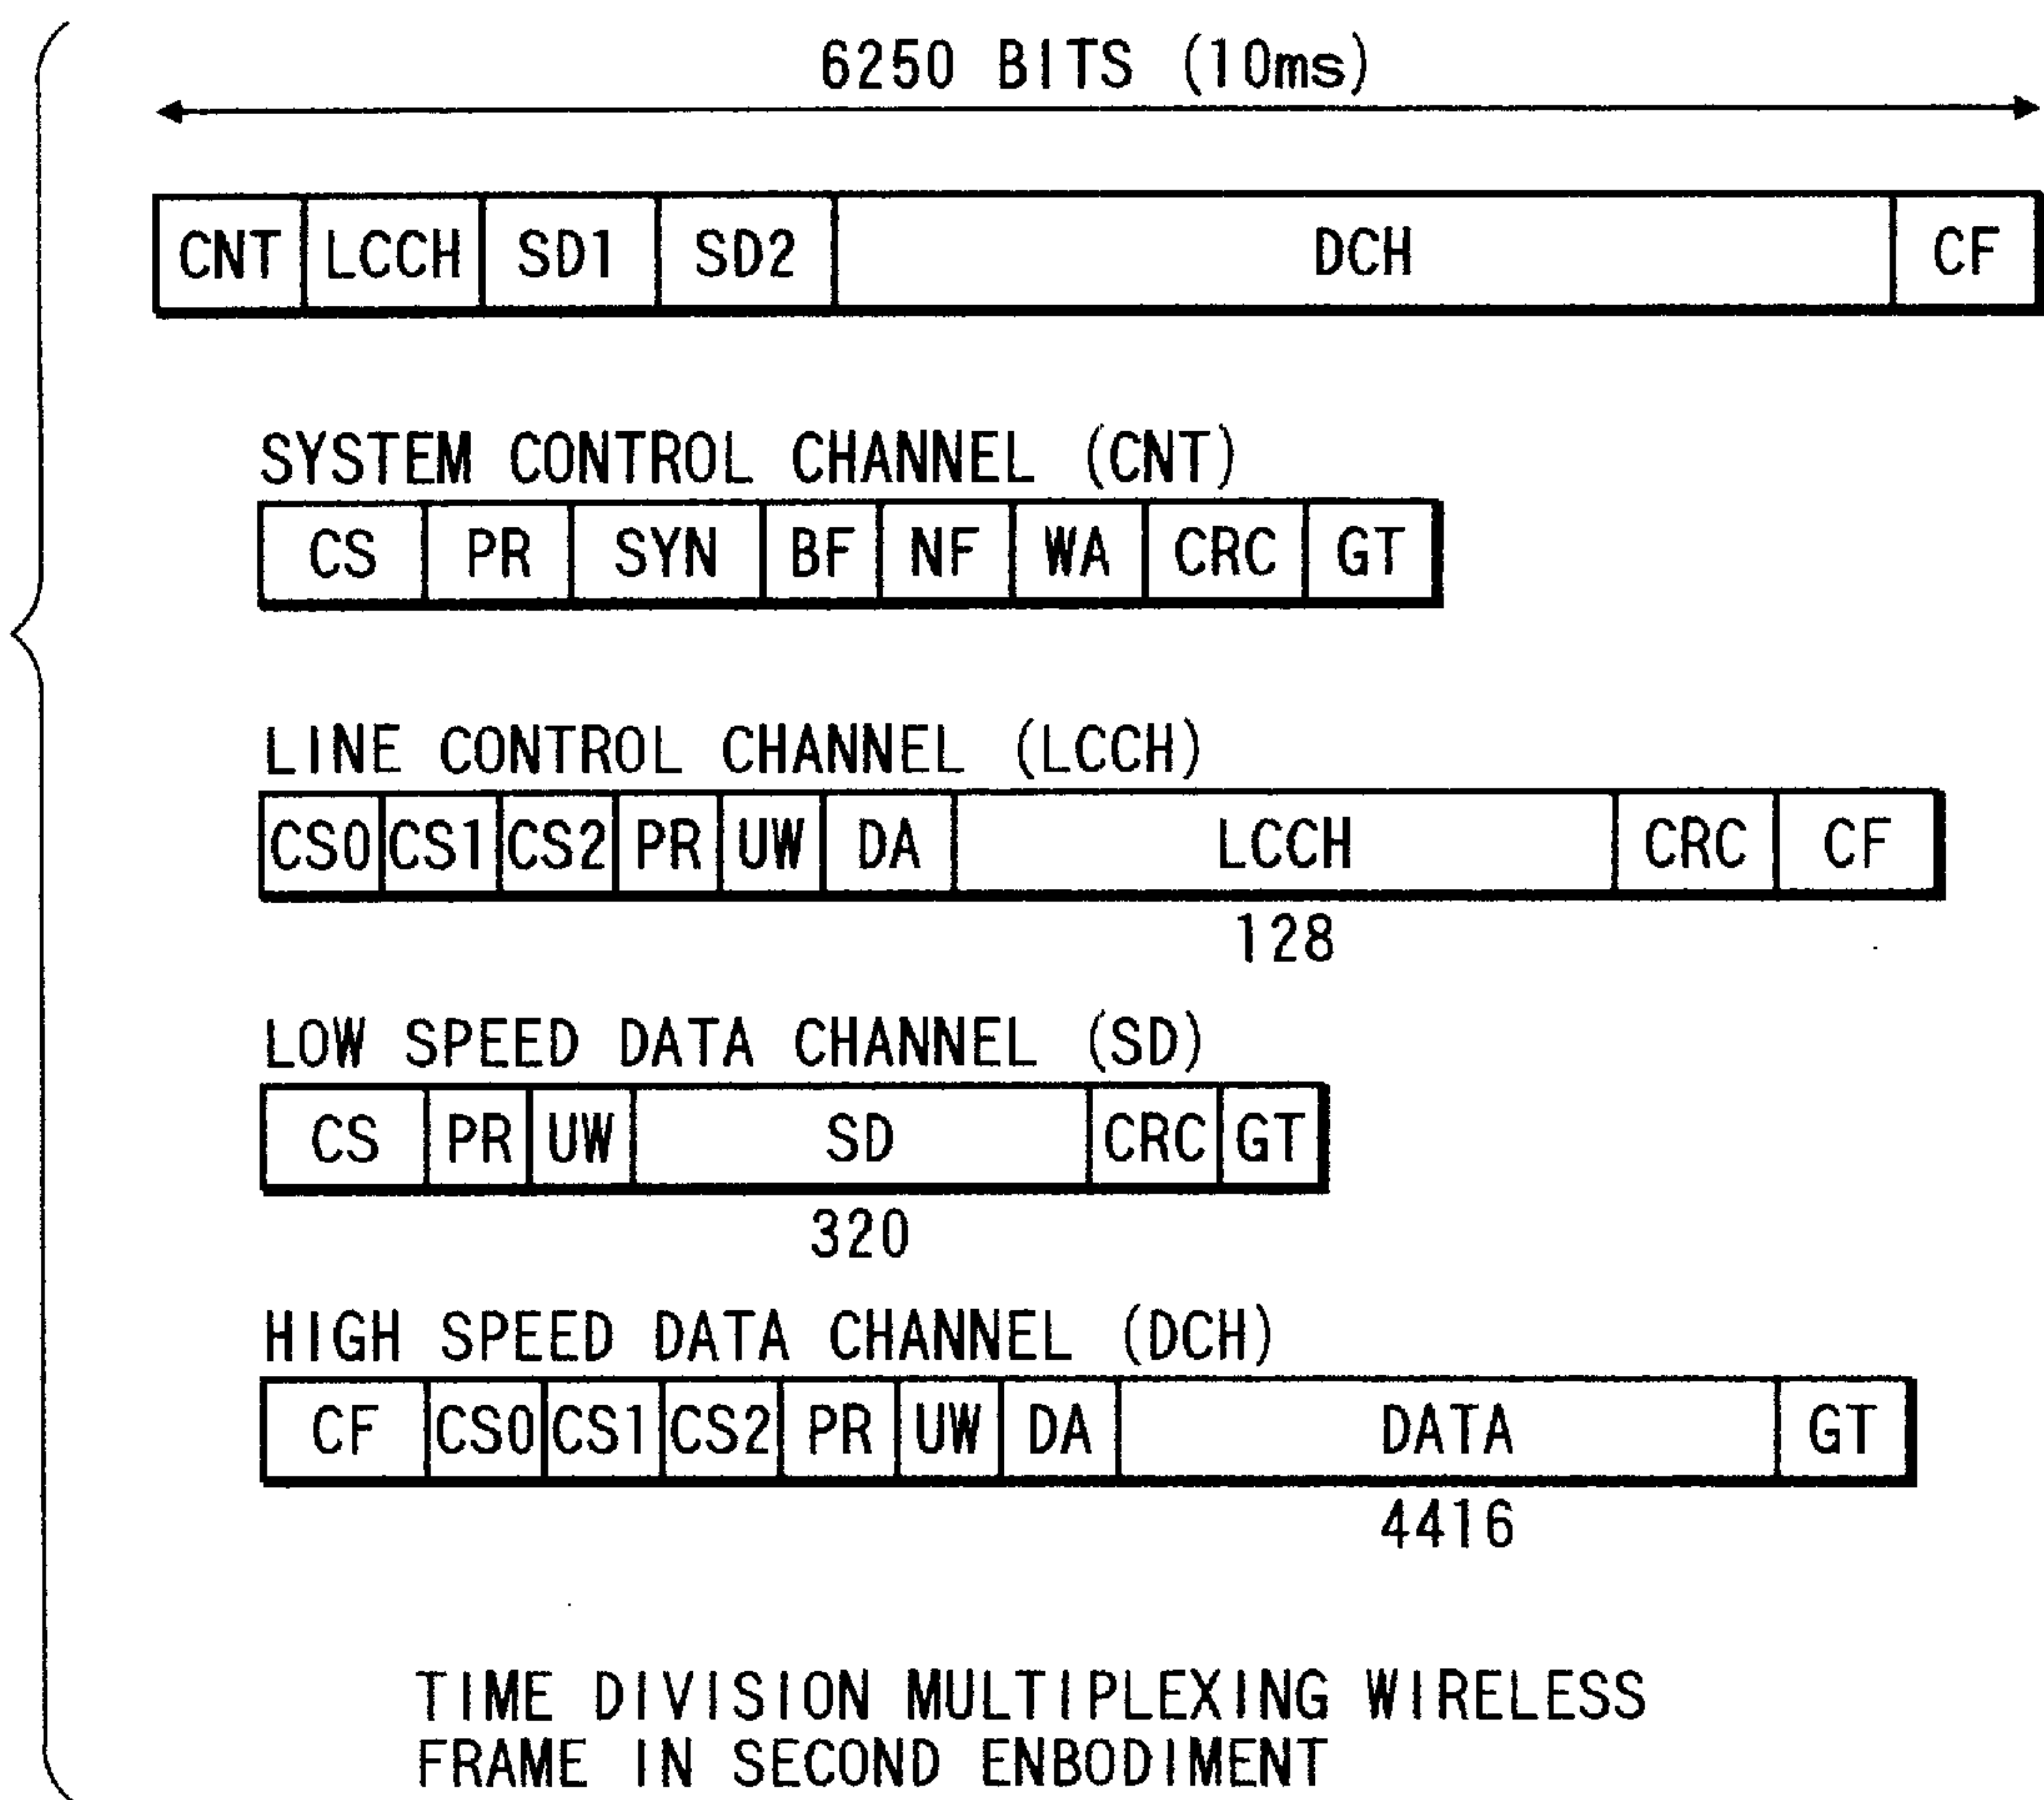 6250 BITS (10ms)
CNT LCCH SD1 SD2 DCH CF
SYSTEM CONTROL CHANNEL (CNT)
CS PR SYN BF NF WA CRC GT
LINE CONTROL CHANNEL (LCCH)
CS0 CS1 CS2 PR UW DA LCCH CRC CF
128
LOW SPEED DATA CHANNEL (SD)
CS PR UW SD CRC GT
320
HIGH SPEED DATA CHANNEL (DCH)
CF CS0 CS1 CS2 PR UW DA DATA GT
4416
TIME DIVISION MULTIPLEXING WIRELESS
FRAME IN SECOND ENBODIMENT